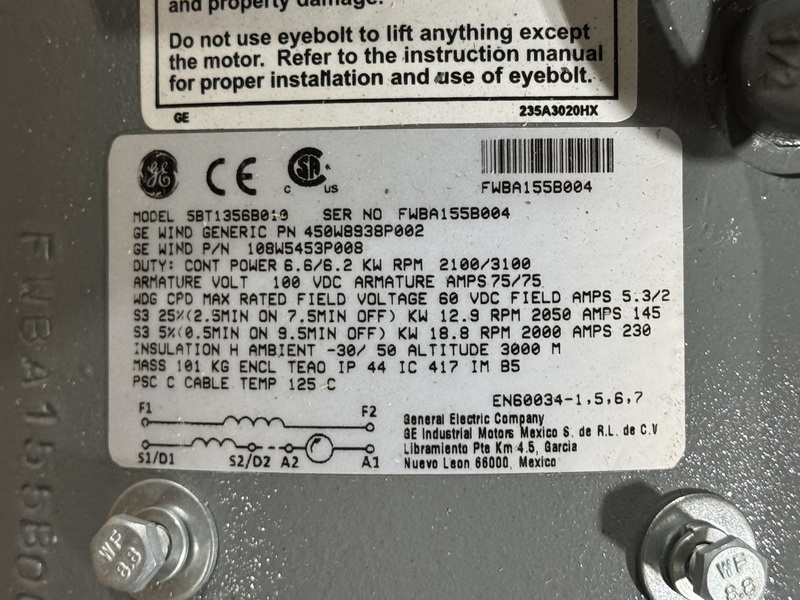 and property damage.
Do not use eyebolt to lift anything except
the motor. Refer to the instruction manual
for proper installation and use of eyebolt.
GE 235A3020HX
GE CE SA C US
FWBA155B004
MODEL 5BT1356B01 SER NO FWBA155B004
GE WIND GENERIC PN 450W8938P002
GE WIND P/N 108W5453P008
DUTY: CONT POWER 6.6/6.2 KW RPM 2100/3100
ARMATURE VOLT 100 VDC ARMATURE AMPS 75/75
WDG CPD MAX RATED FIELD VOLTAGE 60 VDC FIELD AMPS 5.3/2
S3 25%(2.5MIN ON 7.5MIN OFF) KW 12.9 RPM 2050 AMPS 145
S3 5%(0.5MIN ON 9.5MIN OFF) KW 18.8 RPM 2000 AMPS 230
INSULATION H AMBIENT -30/ 50 ALTITUDE 3000 M
MASS 101 KG ENCL TEAO IP 44 IC 417 IM B5
PSC C CABLE TEMP 125 C
EN60034-1,5,6,7
F1 F2
S1/D1 S2/D2 A2 A1
General Electric Company
GE Industrial Motors Mexico S. de R.L. de C.V
Libramiento Pte Km 4.5, Garcia
Nuevo Leon 66000, Mexico
FWBA155B00
WF 8.8
WF 8.8
1/2